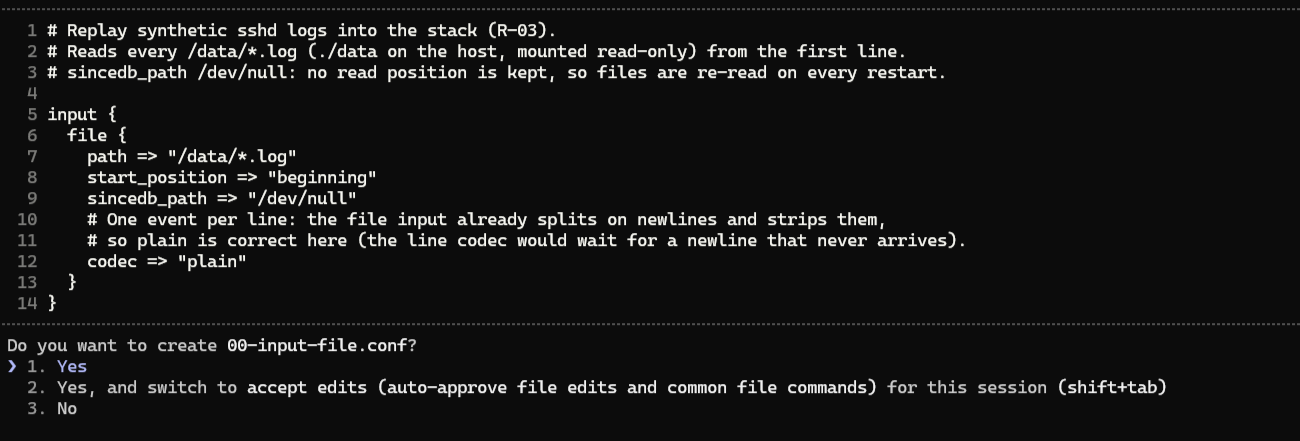 1 # Replay synthetic sshd logs into the stack (R-03).
2 # Reads every /data/*.log (./data on the host, mounted read-only) from the first line.
3 # sincedb_path /dev/null: no read position is kept, so files are re-read on every restart.
4
5 input {
6   file {
7     path => "/data/*.log"
8     start_position => "beginning"
9     sincedb_path => "/dev/null"
10     # One event per line: the file input already splits on newlines and strips them,
11     # so plain is correct here (the line codec would wait for a newline that never arrives).
12     codec => "plain"
13   }
14 }
Do you want to create 00-input-file.conf?
❯ 1. Yes
2. Yes, and switch to accept edits (auto-approve file edits and common file commands) for this session (shift+tab)
3. No